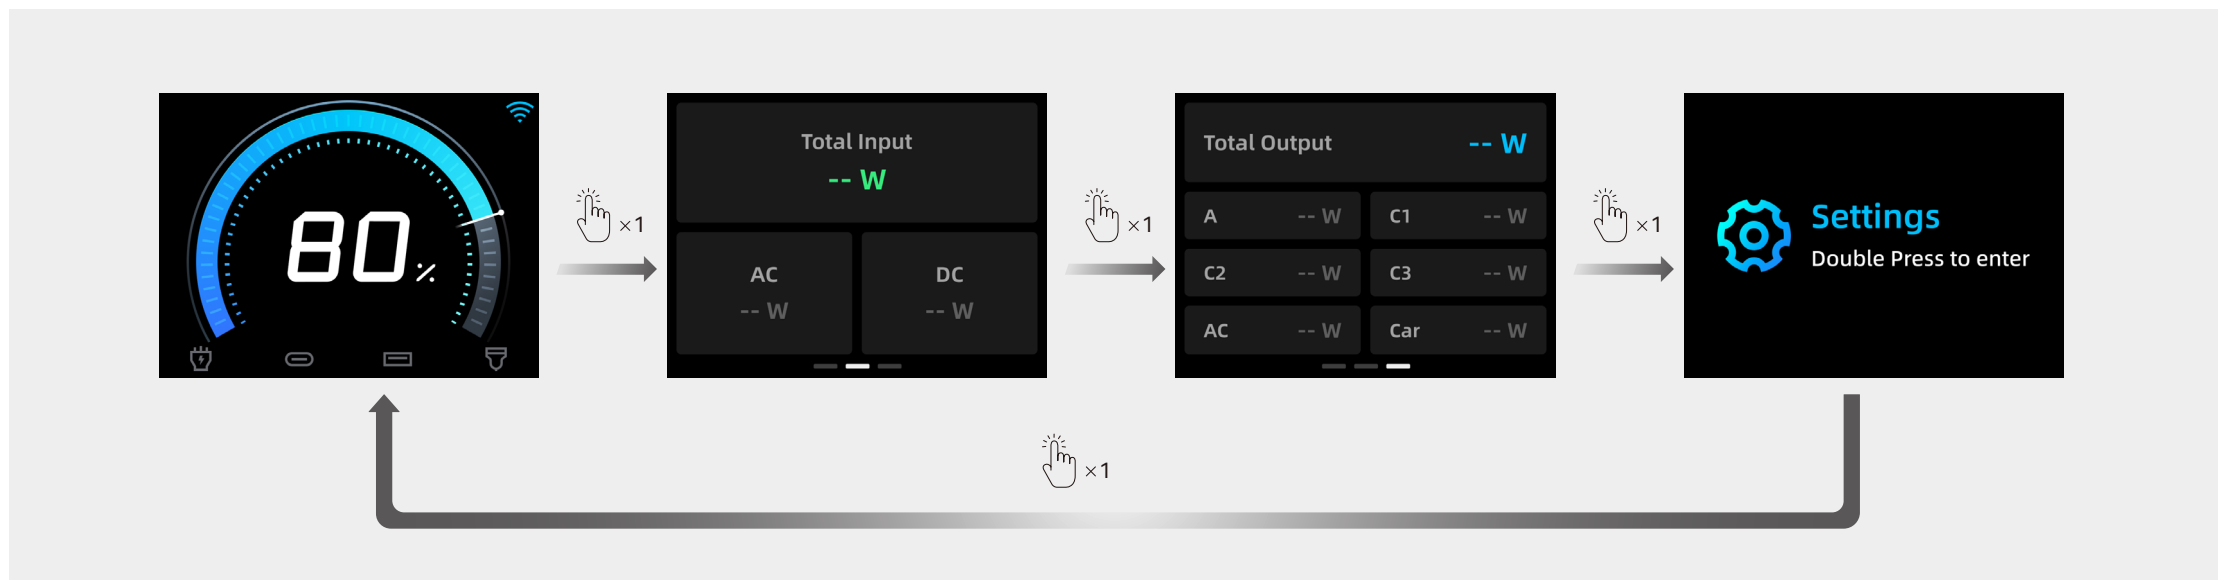 80%
×1
Total Input
-- W
AC
-- W
DC
-- W
×1
Total Output -- W
A -- W
C1 -- W
C2 -- W
C3 -- W
AC -- W
Car -- W
×1
Settings
Double Press to enter
×1